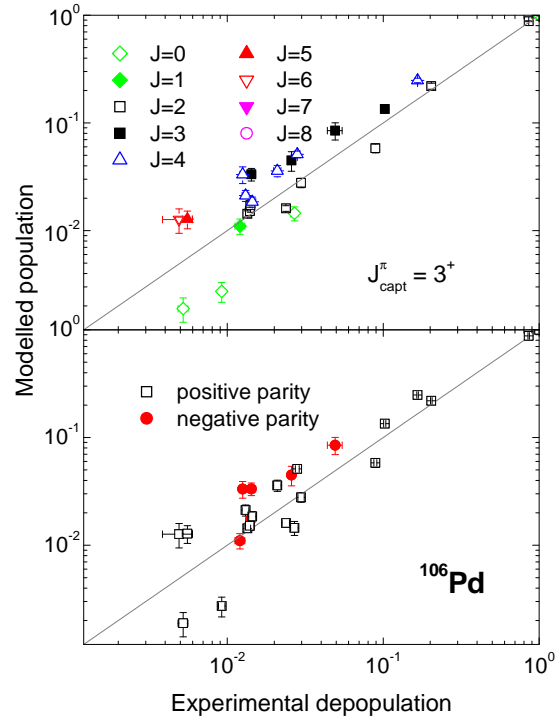 10⁰
J=0
J=1
J=2
J=3
J=4
J=5
J=6
J=7
J=8
10⁻¹
10⁻²
J^π_capt = 3⁺
10⁰
Modelled population
positive parity
negative parity
10⁻¹
10⁻²
¹⁰⁶Pd
10⁻²
10⁻¹
10⁰
Experimental depopulation